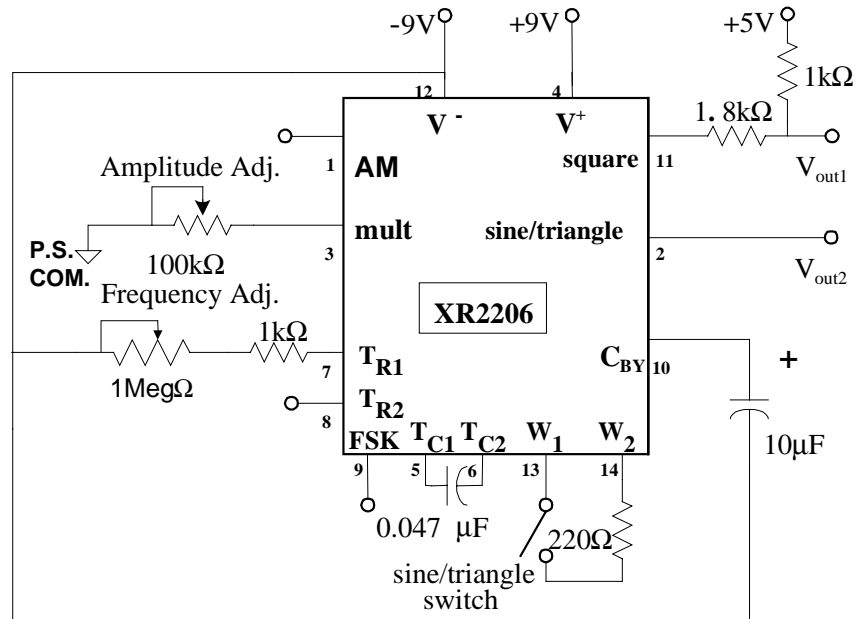 -9V
+9V
+5V
12
4
1kΩ
V -
V+
1.8kΩ
1
AM
square
11
Vout1
Amplitude Adj.
mult
sine/triangle
3
2
P.S.
COM.
100kΩ
Vout2
Frequency Adj.
XR2206
1kΩ
TR1
CBY
10
+
7
1MegΩ
TR2
8
FSK
TC1
TC2
W1
W2
10μF
9
5
6
13
14
0.047 μF
220Ω
sine/triangle
switch